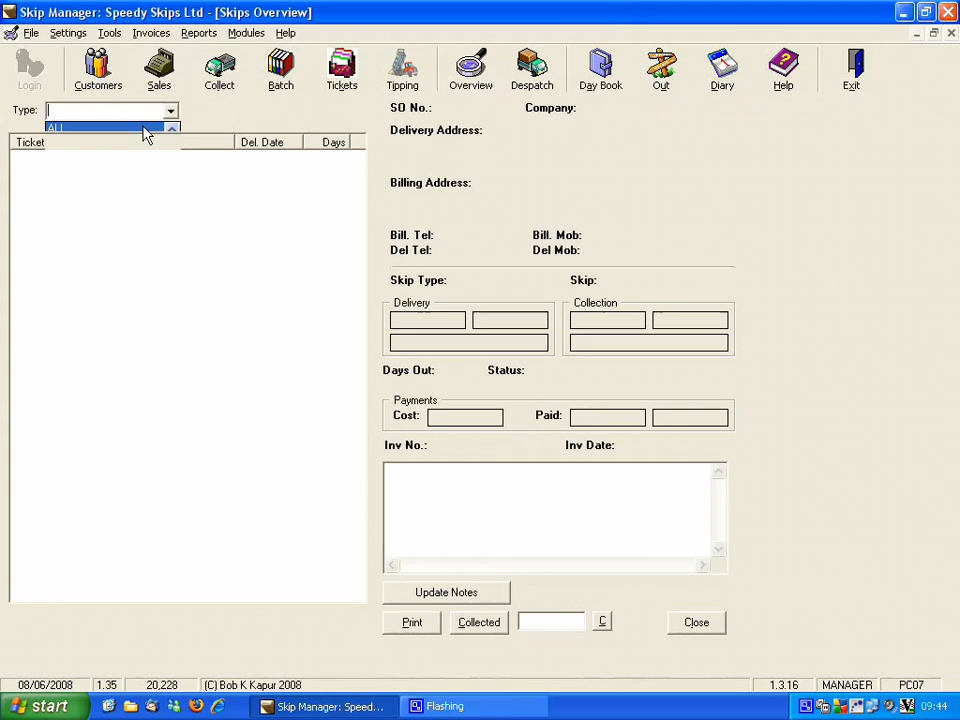 Skip Manager: Speedy Skips Ltd - [Skips Overview]
File Settings Tools Invoices Reports Modules Help
Login Customers Sales Collect Batch Tickets Tipping Overview Despatch Day Book Out Diary Help Exit
Type:
ALL
Ticket Del. Date Days
SO No.: Company:
Delivery Address:
Billing Address:
Bill. Tel: Bill. Mob:
Del Tel: Del Mob:
Skip Type: Skip:
Delivery Collection
Days Out: Status:
Payments
Cost: Paid:
Inv No.: Inv Date:
Update Notes
Print Collected C Close
08/06/2008 1.35 20,228 (C) Bob K Kapur 2008 1.3.16 MANAGER PC07
start Skip Manager: Speed... Flashing 09:44